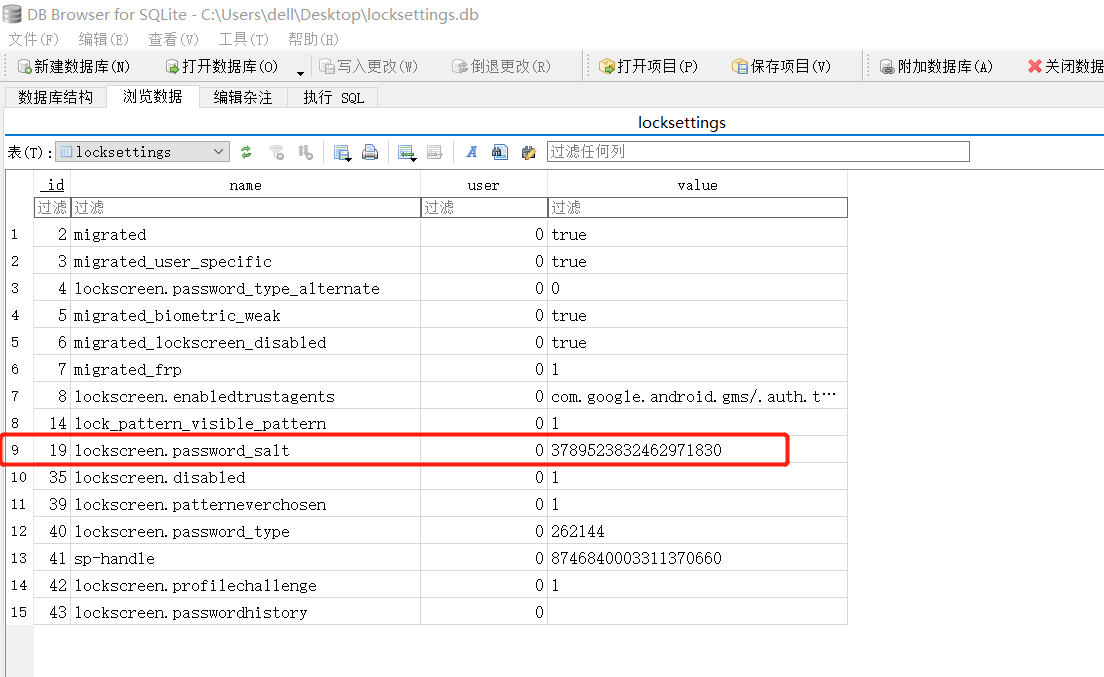 DB Browser for SQLite - C:\Users\dell\Desktop\locksettings.db
文件(F) 编辑(E) 查看(V) 工具(T) 帮助(H)
新建数据库(N) 打开数据库(O) 写入更改(W) 倒退更改(R) 打开项目(P) 保存项目(V) 附加数据库(A) 关闭数据
数据库结构 浏览数据 编辑杂注 执行 SQL
locksettings
表(T): locksettings 过滤任何列
_id name user value
过滤 过滤 过滤 过滤
1 2 migrated 0 true
2 3 migrated_user_specific 0 true
3 4 lockscreen.password_type_alternate 0 0
4 5 migrated_biometric_weak 0 true
5 6 migrated_lockscreen_disabled 0 true
6 7 migrated_frp 0 1
7 8 lockscreen.enabledtrustagents 0 com.google.android.gms/.auth.t…
8 14 lock_pattern_visible_pattern 0 1
9 19 lockscreen.password_salt 0 3789523832462971830
10 35 lockscreen.disabled 0 1
11 39 lockscreen.patterneverchosen 0 1
12 40 lockscreen.password_type 0 262144
13 41 sp-handle 0 8746840003311370660
14 42 lockscreen.profilechallenge 0 1
15 43 lockscreen.passwordhistory 0